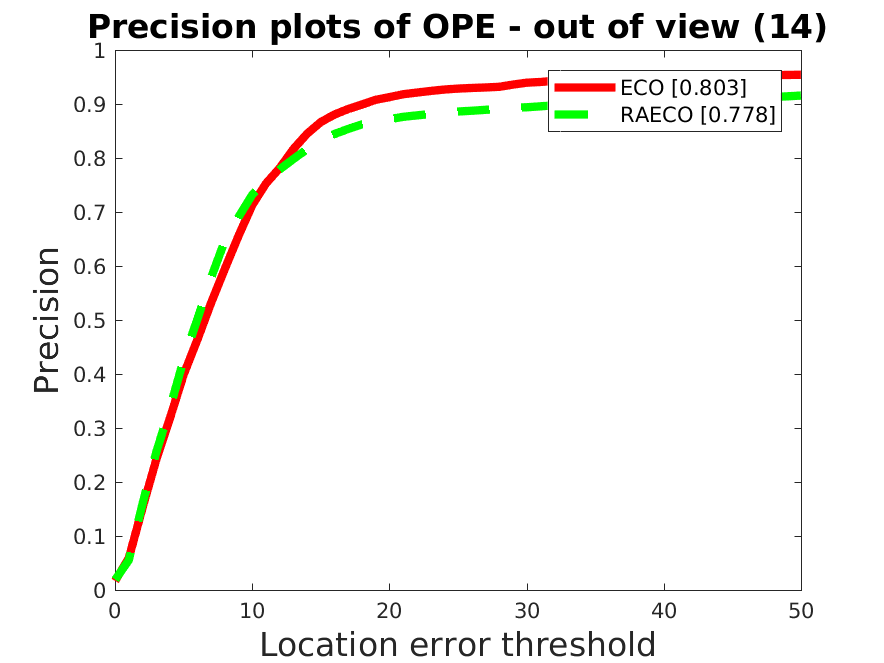 Precision plots of OPE - out of view (14)
1
0.9
0.8
0.7
0.6
0.5
0.4
0.3
0.2
0.1
0
Precision
ECO [0.803]
RAECO [0.778]
0 10 20 30 40 50
Location error threshold